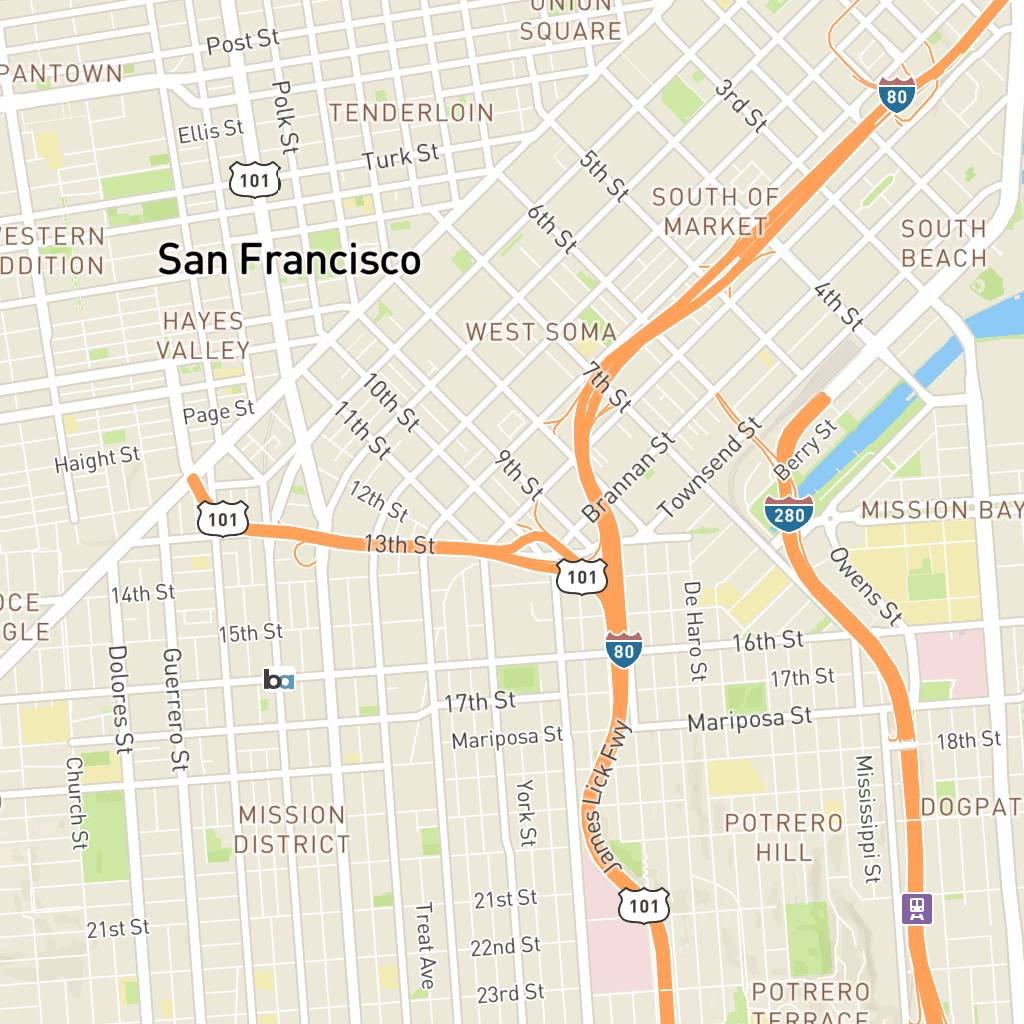 UNION
SQUARE
Post St
PANTOWN
Polk St
TENDERLOIN
3rd St
80
Ellis St
Turk St
101
5th St
SOUTH OF
MARKET
6th St
WESTERN
DDITION
San Francisco
SOUTH
BEACH
4th St
HAYES
VALLEY
WEST SOMA
7th St
10th St
11th St
Page St
Haight St
9th St
Brannan St
Townsend St
Berry St
12th St
101
280
MISSION BAY
13th St
101
14th St
De Haro St
Owens St
OCE
GLE
15th St
80
16th St
Dolores St
Guerrero St
ba
17th St
17th St
Mariposa St
Mariposa St
18th St
Church St
James Lick Fwy
Mississippi St
York St
MISSION
DISTRICT
POTRERO
HILL
DOGPAT
21st St
101
21st St
Treat Ave
22nd St
23rd St
POTRERO
TERRACE